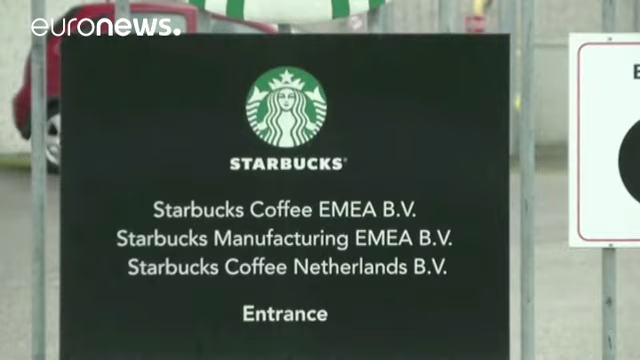 euronews.
STARBUCKS®
Starbucks Coffee EMEA B.V.
Starbucks Manufacturing EMEA B.V.
Starbucks Coffee Netherlands B.V.
Entrance
E